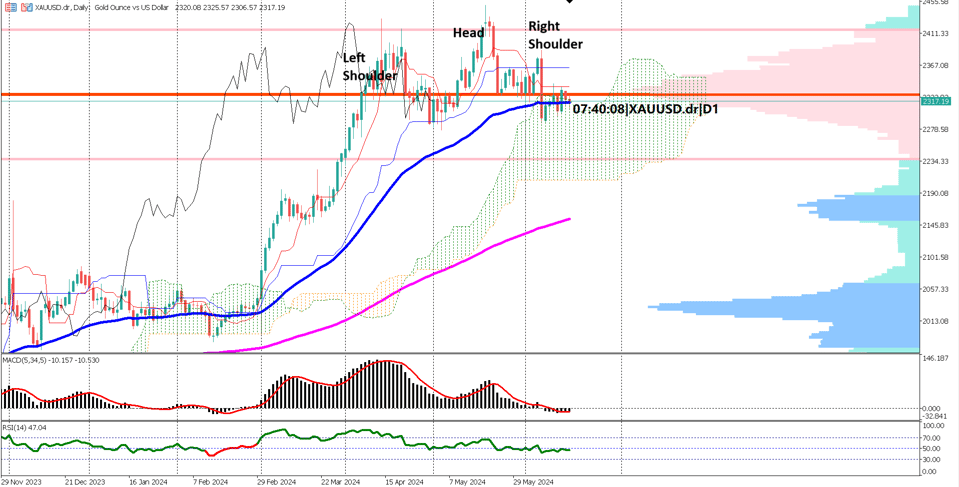 XAUUSD.dr, Daily: Gold Ounce vs US Dollar 2320.08 2325.57 2306.57 2317.19
2455.58
2411.33
2367.08
2317.19
2278.58
2234.33
2190.08
2145.83
2101.58
2057.33
2013.08
Head
Right
Shoulder
Left
Shoulder
07:40:08|XAUUSD.dr|D1
MACD(5,34,5) -10.157 -10.530
146.187
0.000
-32.841
RSI(14) 47.04
100.00
70.00
50.00
30.00
0.00
29 Nov 2023
21 Dec 2023
16 Jan 2024
7 Feb 2024
29 Feb 2024
22 Mar 2024
15 Apr 2024
7 May 2024
29 May 2024